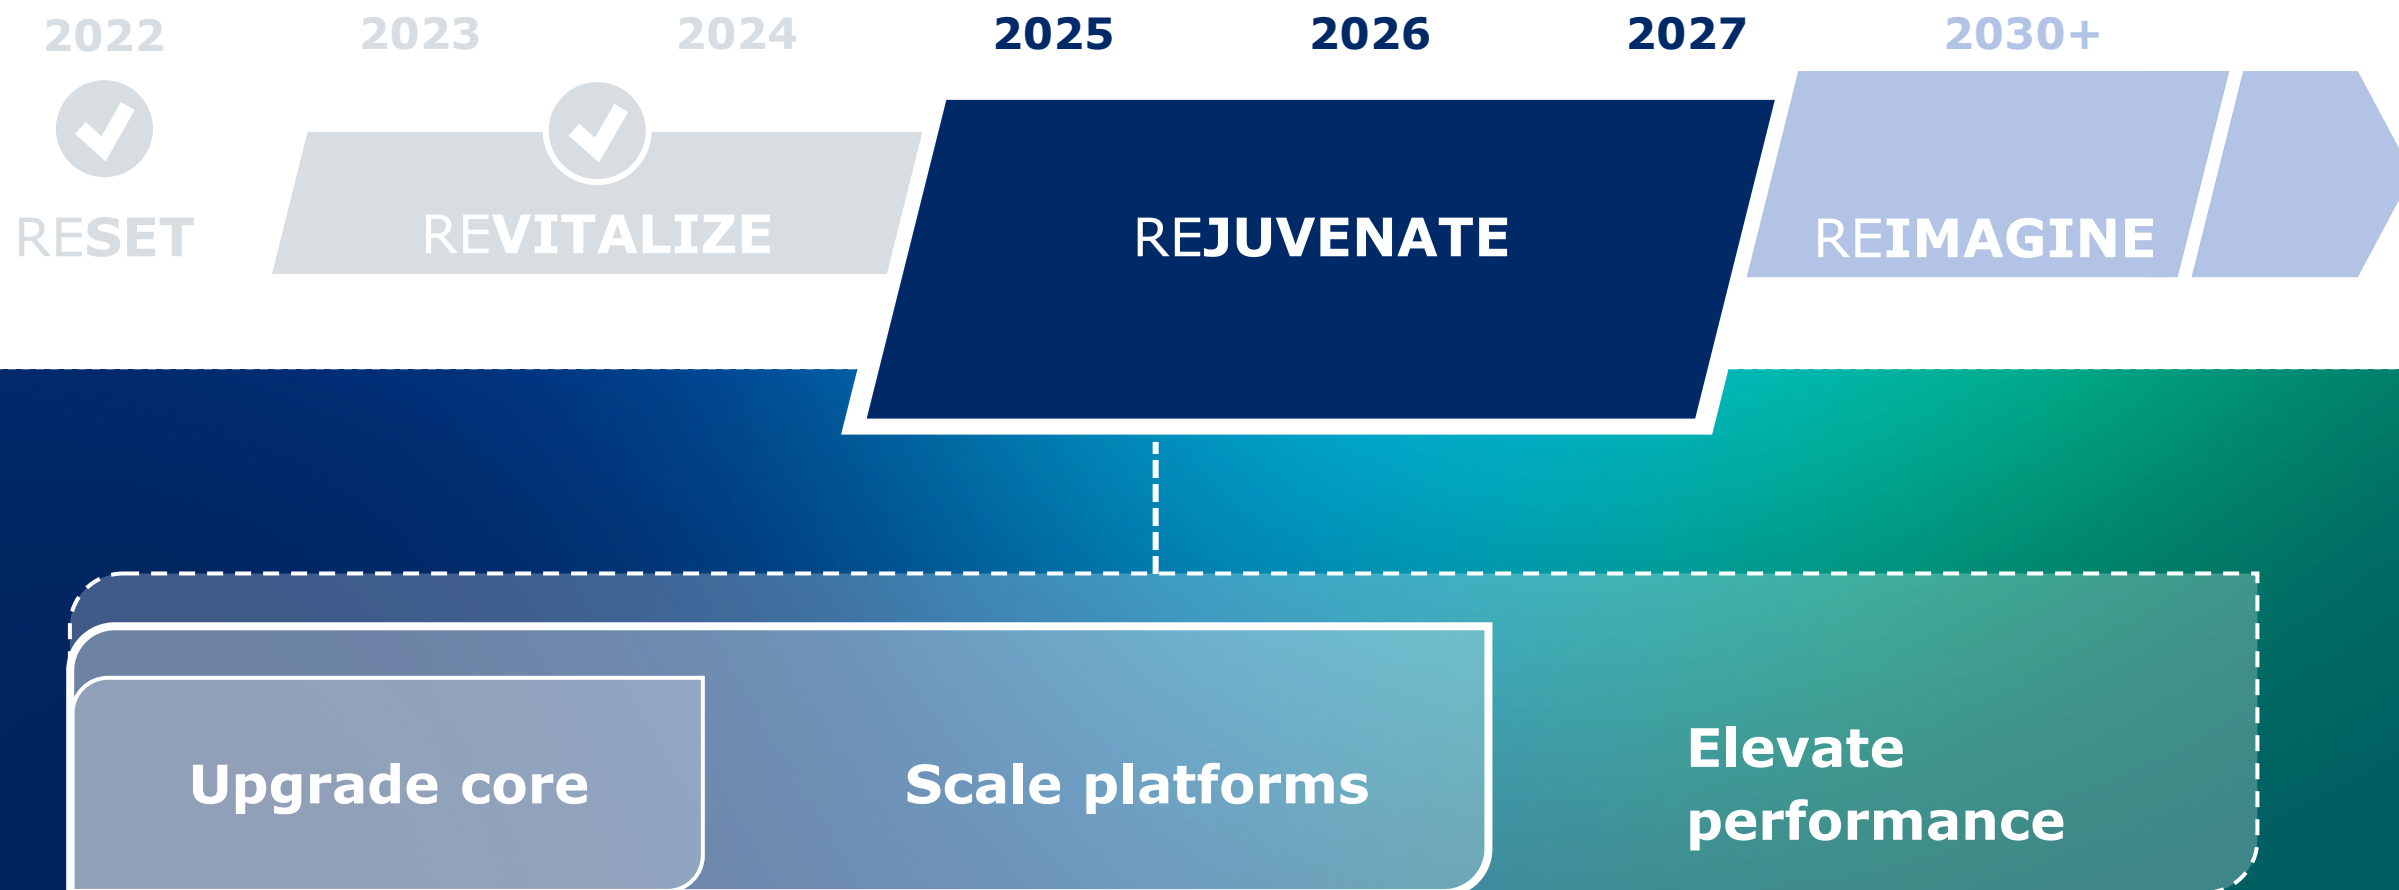 2022 2023 2024 2025 2026 2027 2030+
RESET REVITALIZE REJUVENATE REIMAGINE
Upgrade core
Scale platforms
Elevate
performance